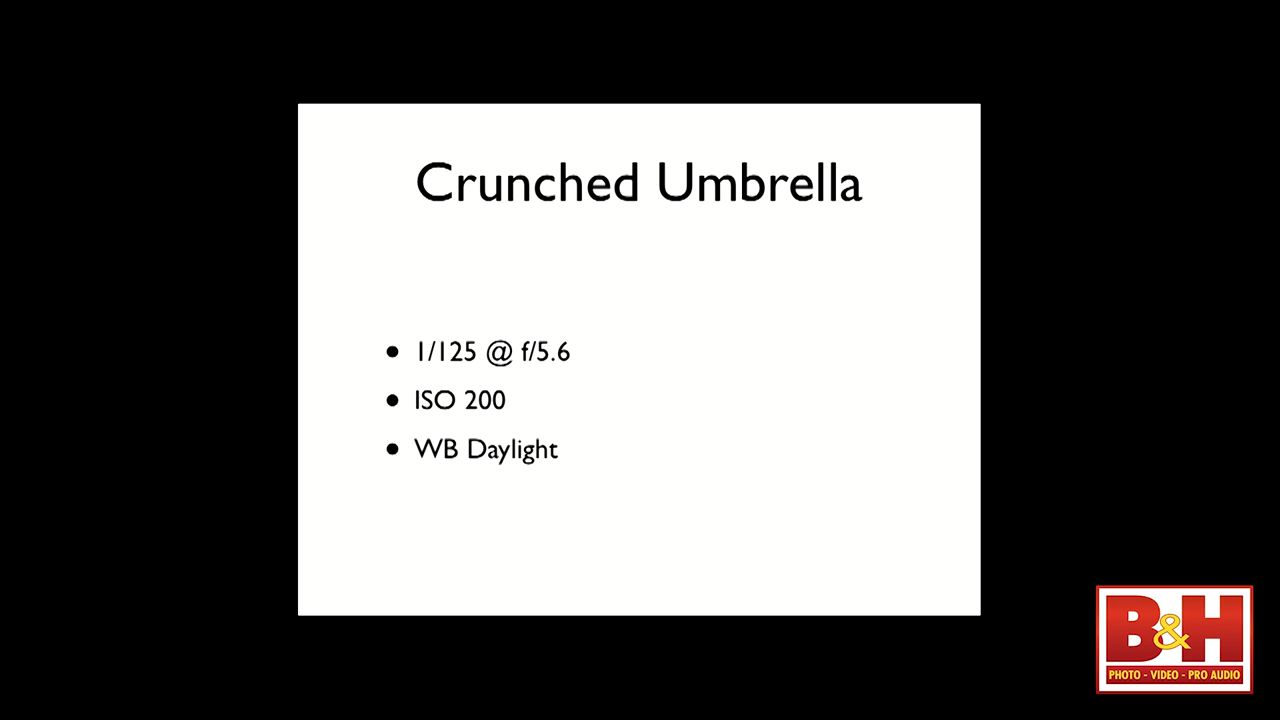 Crunched Umbrella
• 1/125 @ f/5.6
• ISO 200
• WB Daylight
B&H
PHOTO - VIDEO - PRO AUDIO